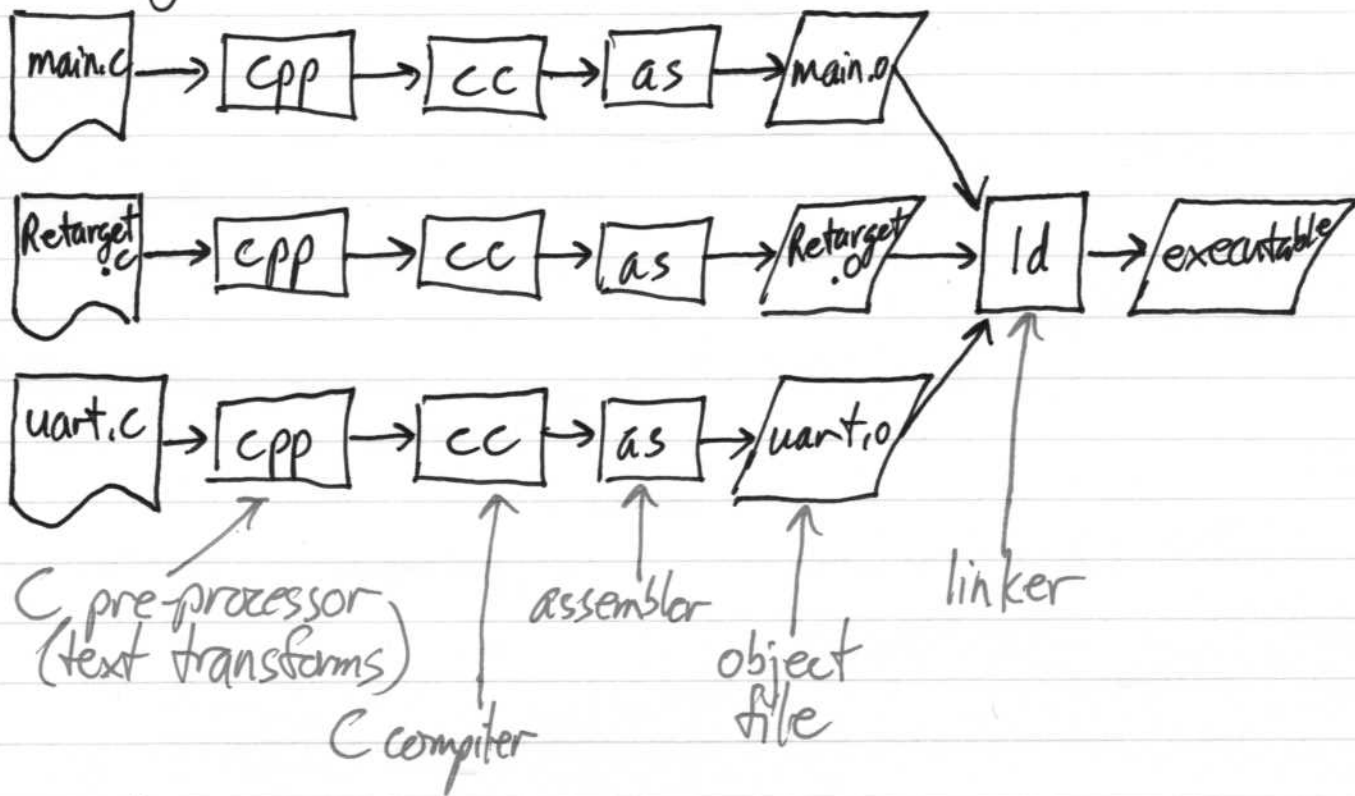 main.c
cpp
cc
as
main.o
Retarget
.c
cpp
cc
as
Retarget
.o
ld
executable
uart.c
cpp
cc
as
uart.o
C pre-processor
(text transforms)
C compiler
assembler
object
file
linker